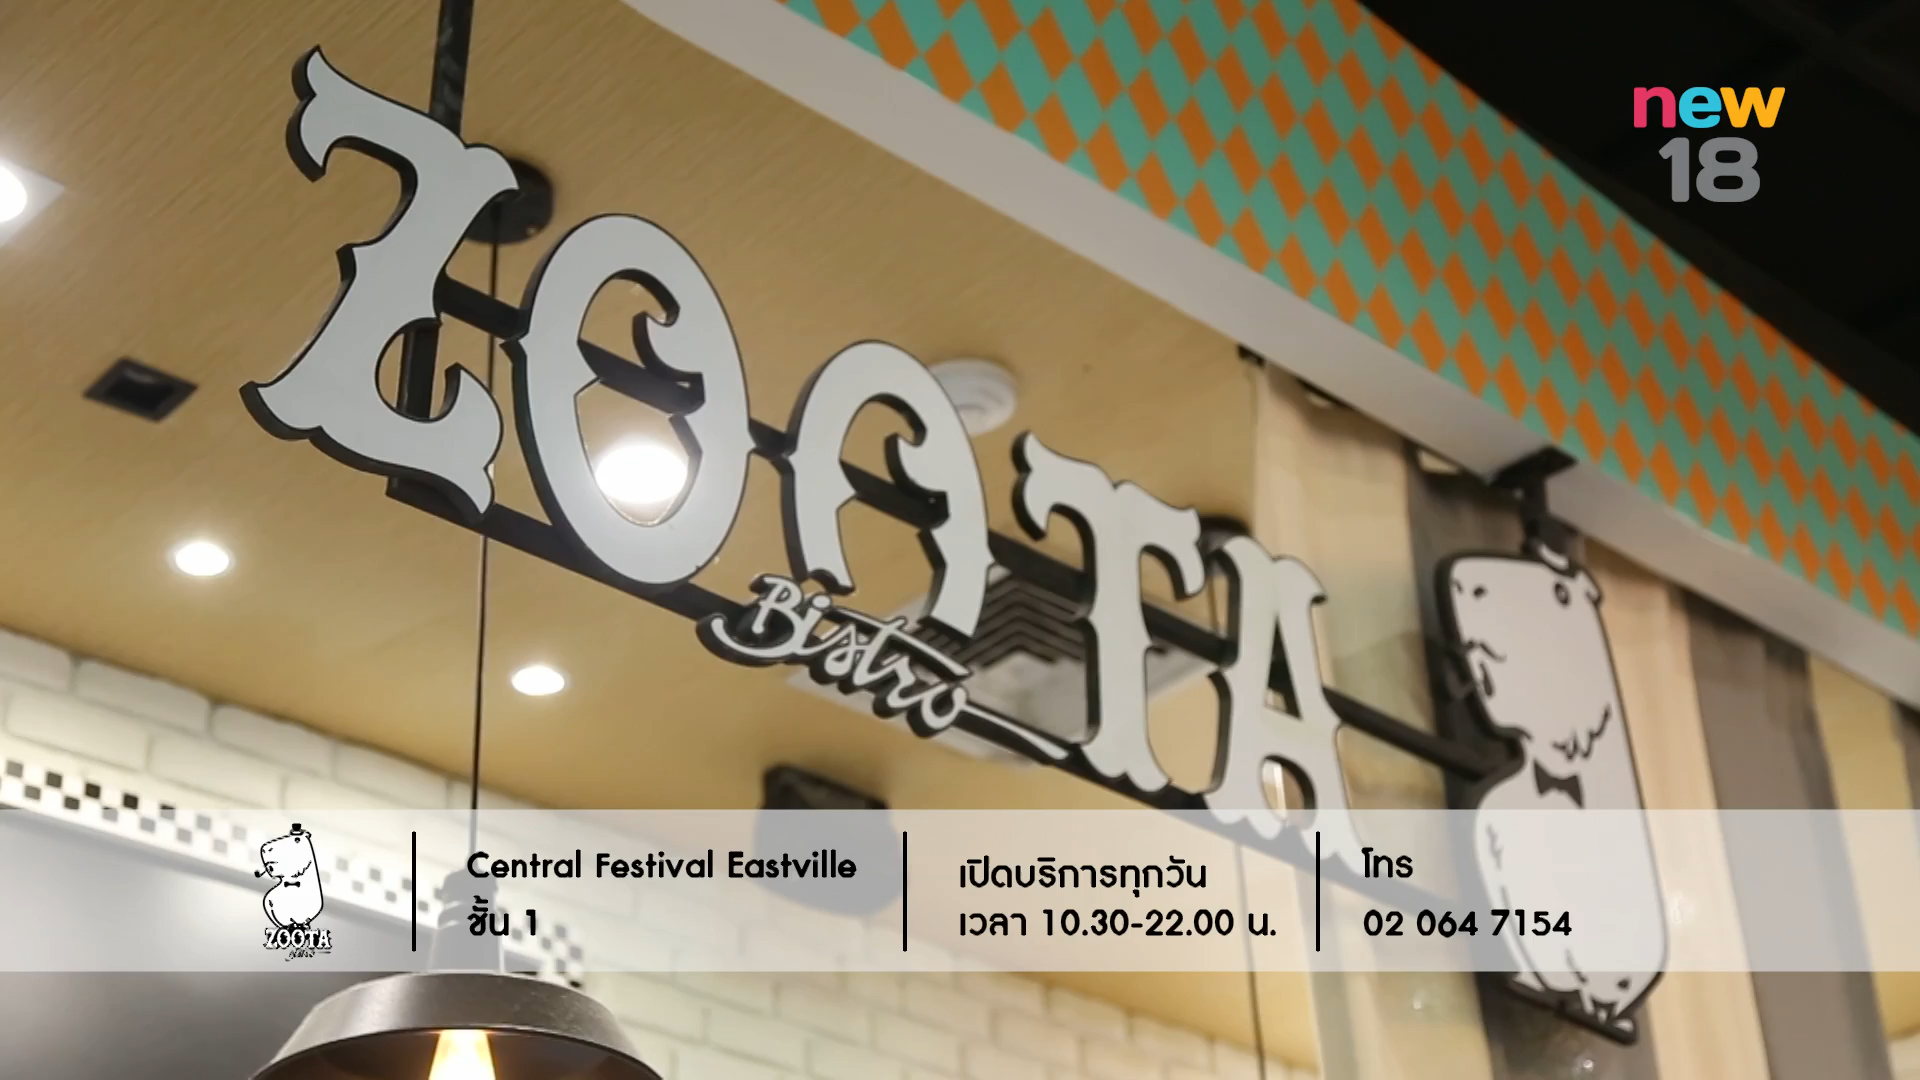 new
18
ZOOTA
Bistro
ZOOTA
Central Festival Eastville
ชั้น 1
เปิดบริการทุกวัน
เวลา 10.30-22.00 น.
โทร
02 064 7154